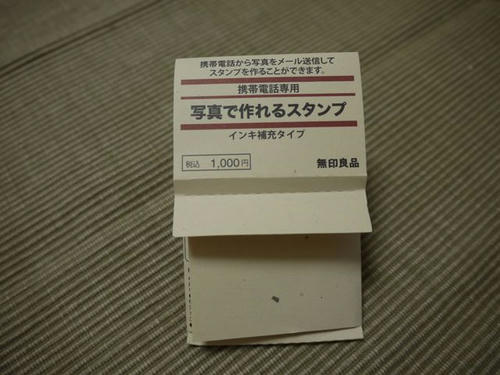 携帯電話から写真をメール送信して
スタンプを作ることができます。
携帯電話専用
写真で作れるスタンプ
インキ補充タイプ
税込 1,000円
無印良品